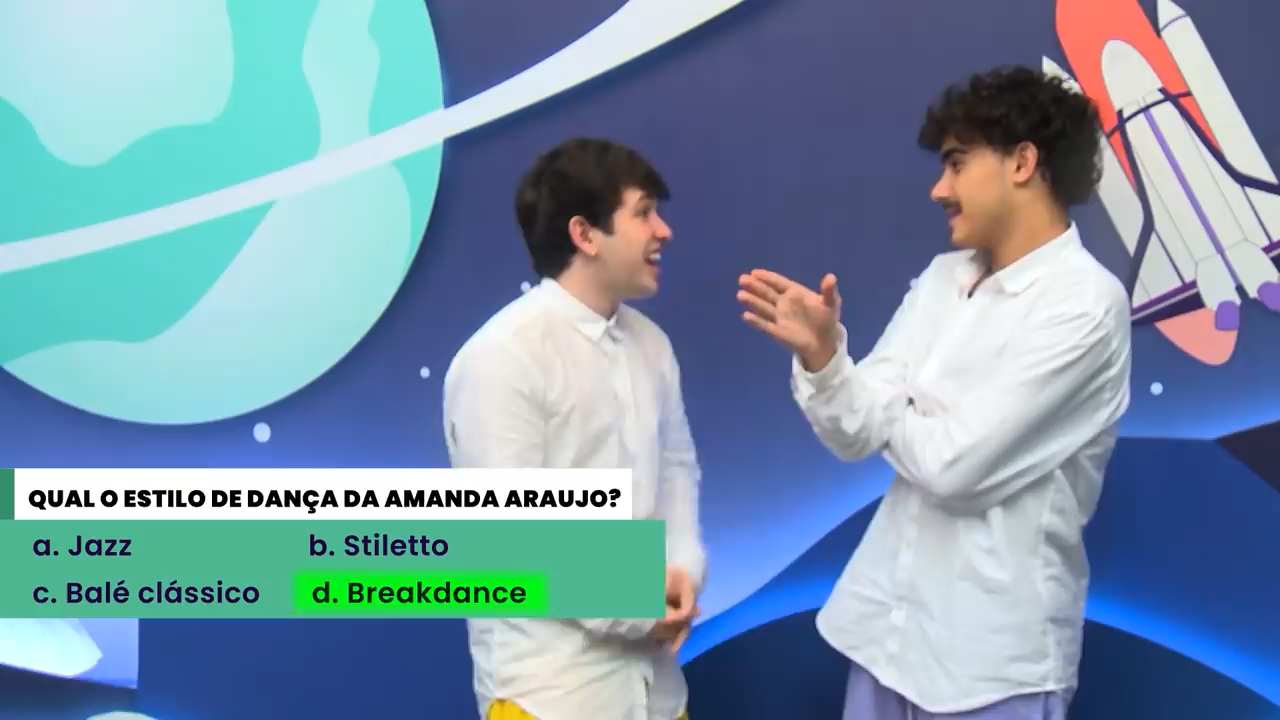 QUAL O ESTILO DE DANÇA DA AMANDA ARAUJO?
a. Jazz
b. Stiletto
c. Balé clássico
d. Breakdance